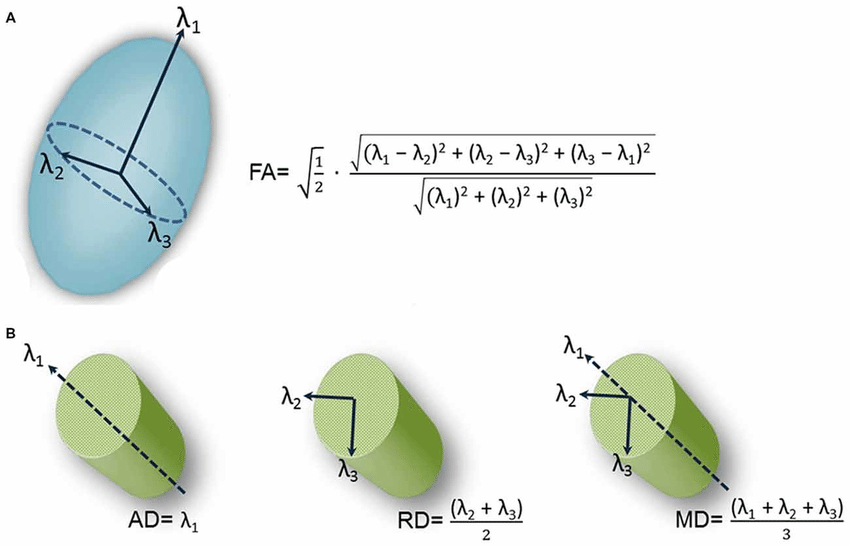 A
λ₁
λ₂
λ₃
FA= √(1/2) · √((λ₁ − λ₂)² + (λ₂ − λ₃)² + (λ₃ − λ₁)²) / √((λ₁)² + (λ₂)² + (λ₃)²)
B
λ₁
AD= λ₁
λ₂
λ₃
RD= (λ₂ + λ₃) / 2
λ₁
λ₂
λ₃
MD= (λ₁ + λ₂ + λ₃) / 3